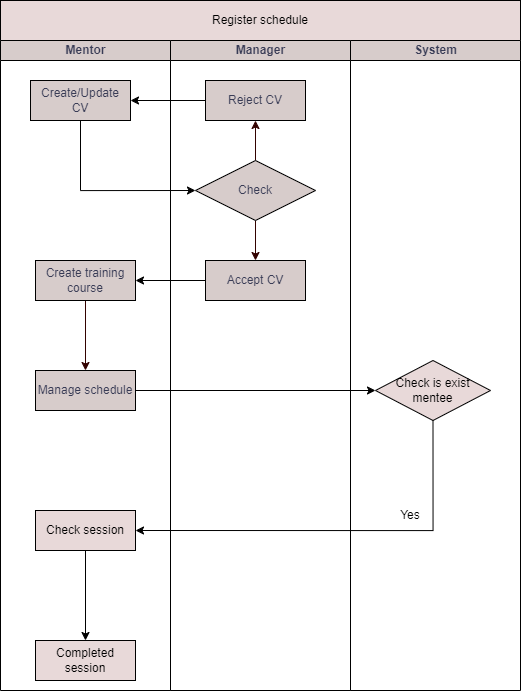 Register schedule
Mentor
Manager
System
Create/Update
CV
Reject CV
Check
Create training
course
Accept CV
Manage schedule
Check is exist
mentee
Yes
Check session
Completed
session